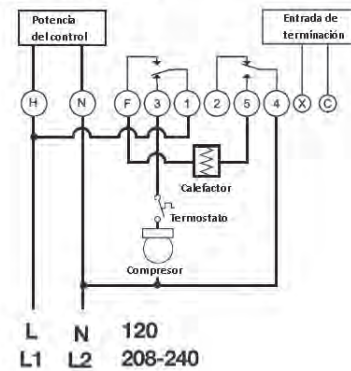 Potencia
del control
Entrada de
terminación
H N F 3 1 2 5 4 X C
Calefactor
Termostato
Compresor
L N 120
L1 L2 208-240